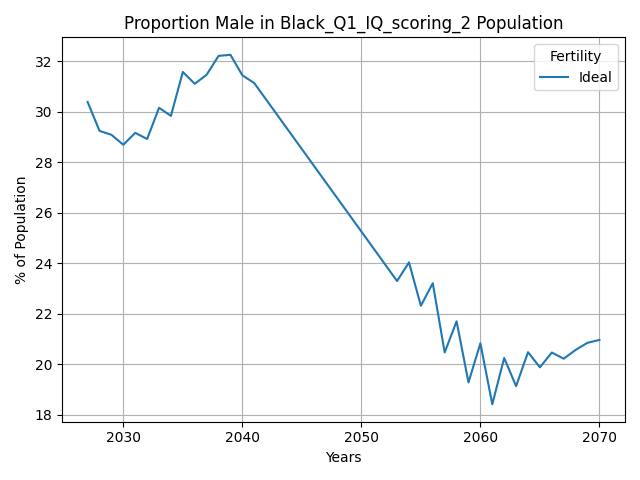 Proportion Male in Black_Q1_IQ_scoring_2 Population
Fertility
Ideal
32
30
28
26
24
22
20
18
% of Population
2030
2040
2050
2060
2070
Years